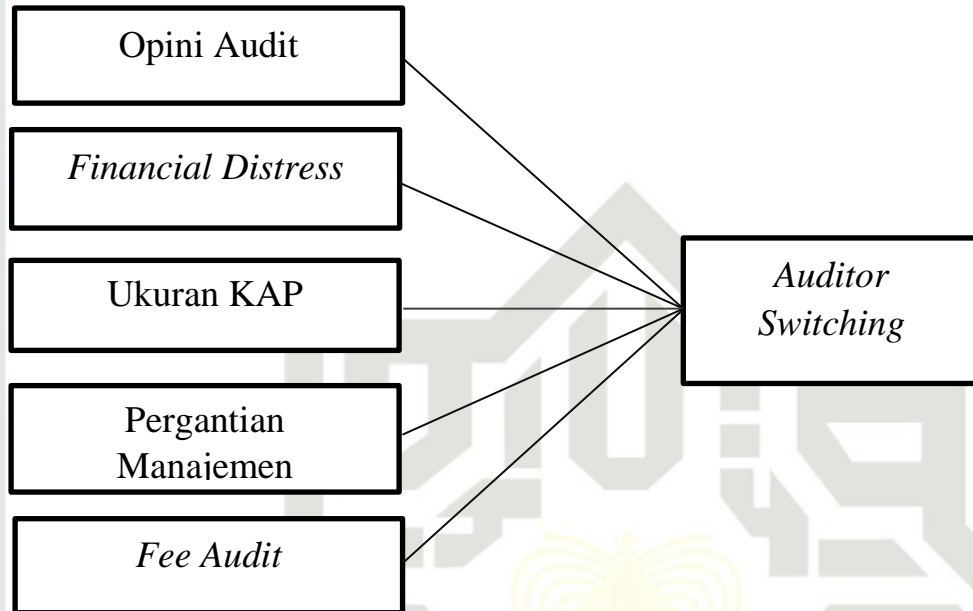 Opini Audit
Financial Distress
Ukuran KAP
Pergantian
Manajemen
Fee Audit
Auditor
Switching